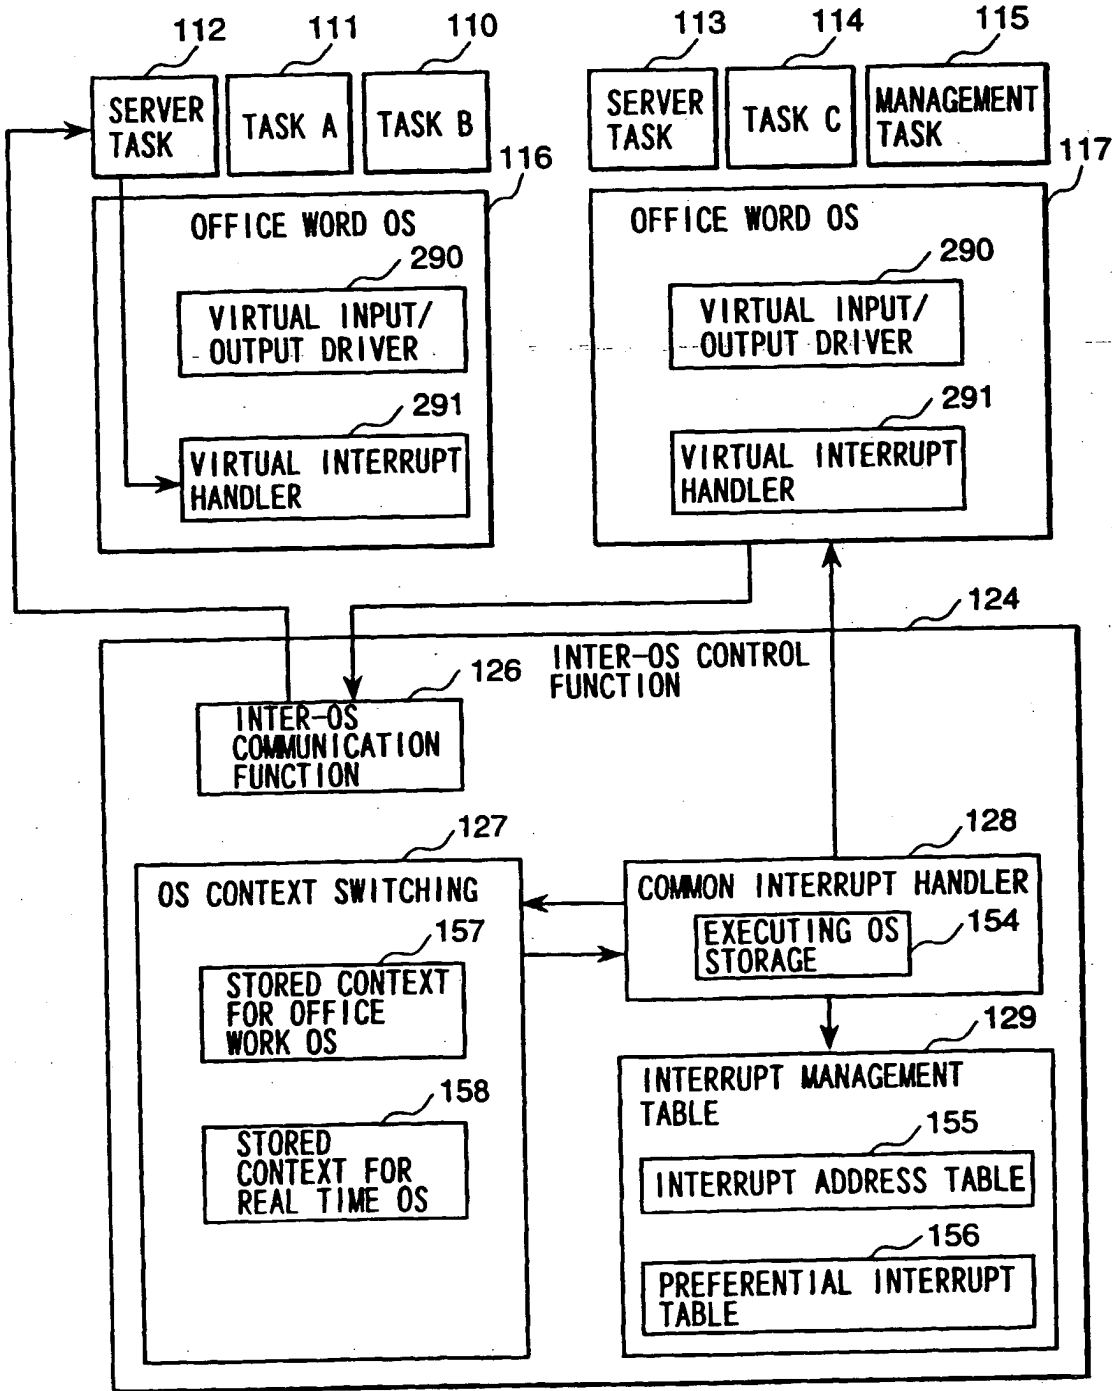 112
111
110
113
114
115
SERVER
TASK
TASK A
TASK B
SERVER
TASK
TASK C
MANAGEMENT
TASK
116
117
OFFICE WORD OS
290
VIRTUAL INPUT/
OUTPUT DRIVER
291
VIRTUAL INTERRUPT
HANDLER
OFFICE WORD OS
290
VIRTUAL INPUT/
OUTPUT DRIVER
291
VIRTUAL INTERRUPT
HANDLER
124
INTER-OS CONTROL
FUNCTION
126
INTER-OS
COMMUNICATION
FUNCTION
127
OS CONTEXT SWITCHING
157
STORED CONTEXT
FOR OFFICE
WORK OS
158
STORED
CONTEXT FOR
REAL TIME OS
128
COMMON INTERRUPT HANDLER
EXECUTING OS
STORAGE
154
129
INTERRUPT MANAGEMENT
TABLE
155
INTERRUPT ADDRESS TABLE
156
PREFERENTIAL INTERRUPT
TABLE